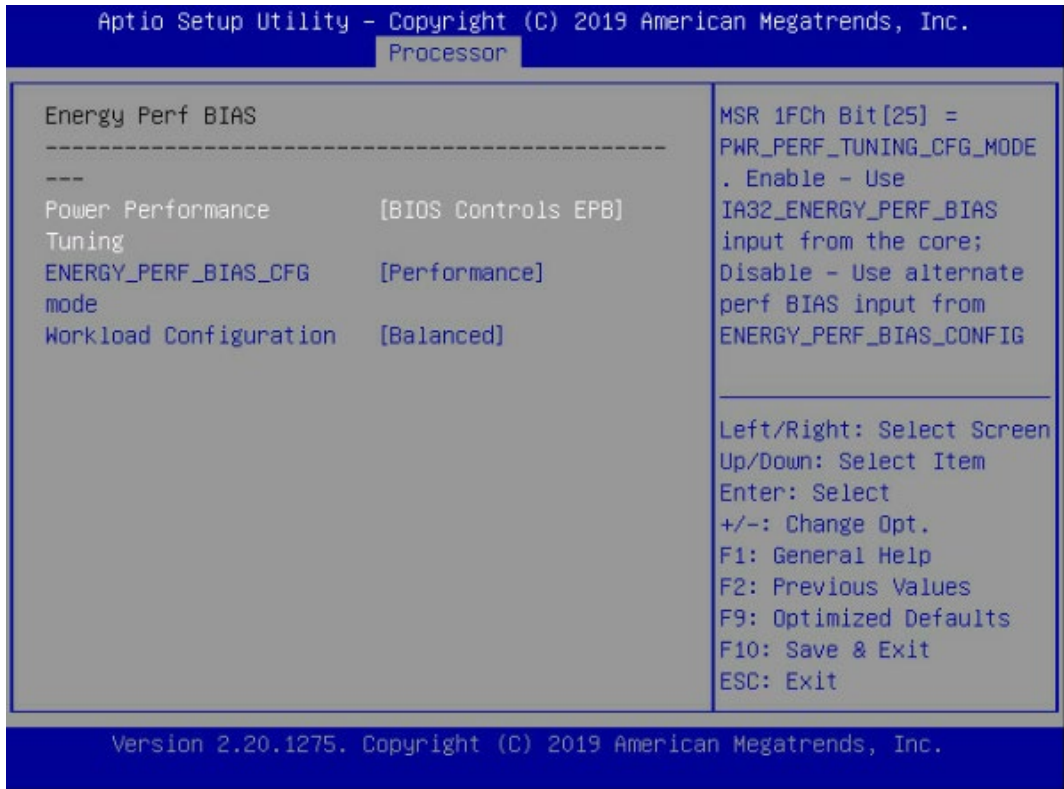 Aptio Setup Utility – Copyright (C) 2019 American Megatrends, Inc.
Processor
Energy Perf BIAS
-----------------------------------------------
---
Power Performance [BIOS Controls EPB]
Tuning
ENERGY_PERF_BIAS_CFG [Performance]
mode
Workload Configuration [Balanced]
MSR 1FCh Bit[25] =
PWR_PERF_TUNING_CFG_MODE
. Enable – Use
IA32_ENERGY_PERF_BIAS
input from the core;
Disable – Use alternate
perf BIAS input from
ENERGY_PERF_BIAS_CONFIG
Left/Right: Select Screen
Up/Down: Select Item
Enter: Select
+/-: Change Opt.
F1: General Help
F2: Previous Values
F9: Optimized Defaults
F10: Save & Exit
ESC: Exit
Version 2.20.1275. Copyright (C) 2019 American Megatrends, Inc.